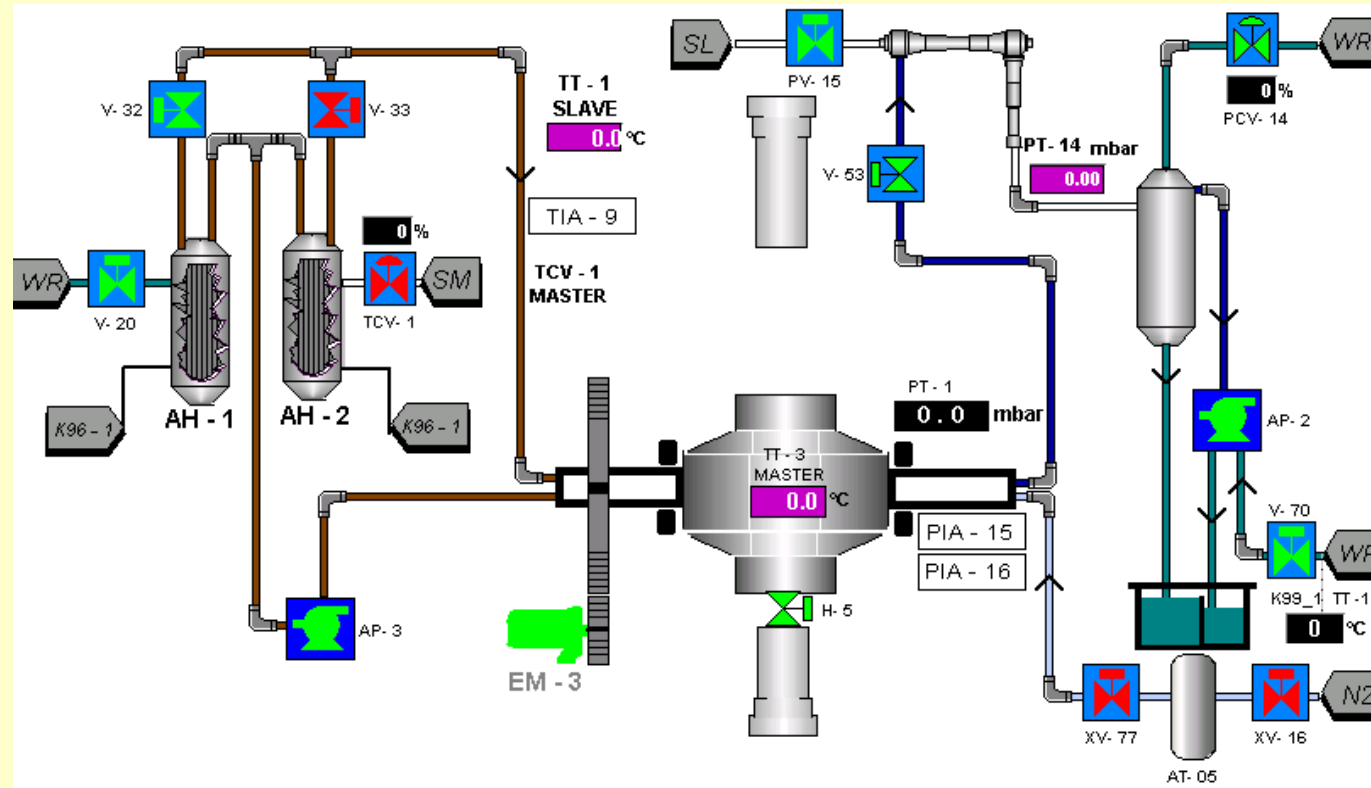 SL
PV- 15
WR
0 %
PCV- 14
V- 32
V- 33
TT - 1
SLAVE
0.0 °C
V- 53
PT- 14 mbar
0.00
TIA - 9
0 %
WR
V- 20
TCV- 1
SM
TCV - 1
MASTER
K96 - 1
AH - 1
AH - 2
K96 - 1
PT - 1
0.0 mbar
AP- 2
TT - 3
MASTER
0.0 °C
PIA - 15
PIA - 16
V- 70
WR
K99_1 TT -1
0 °C
H- 5
AP- 3
EM - 3
XV- 77
XV- 16
N2
AT- 05